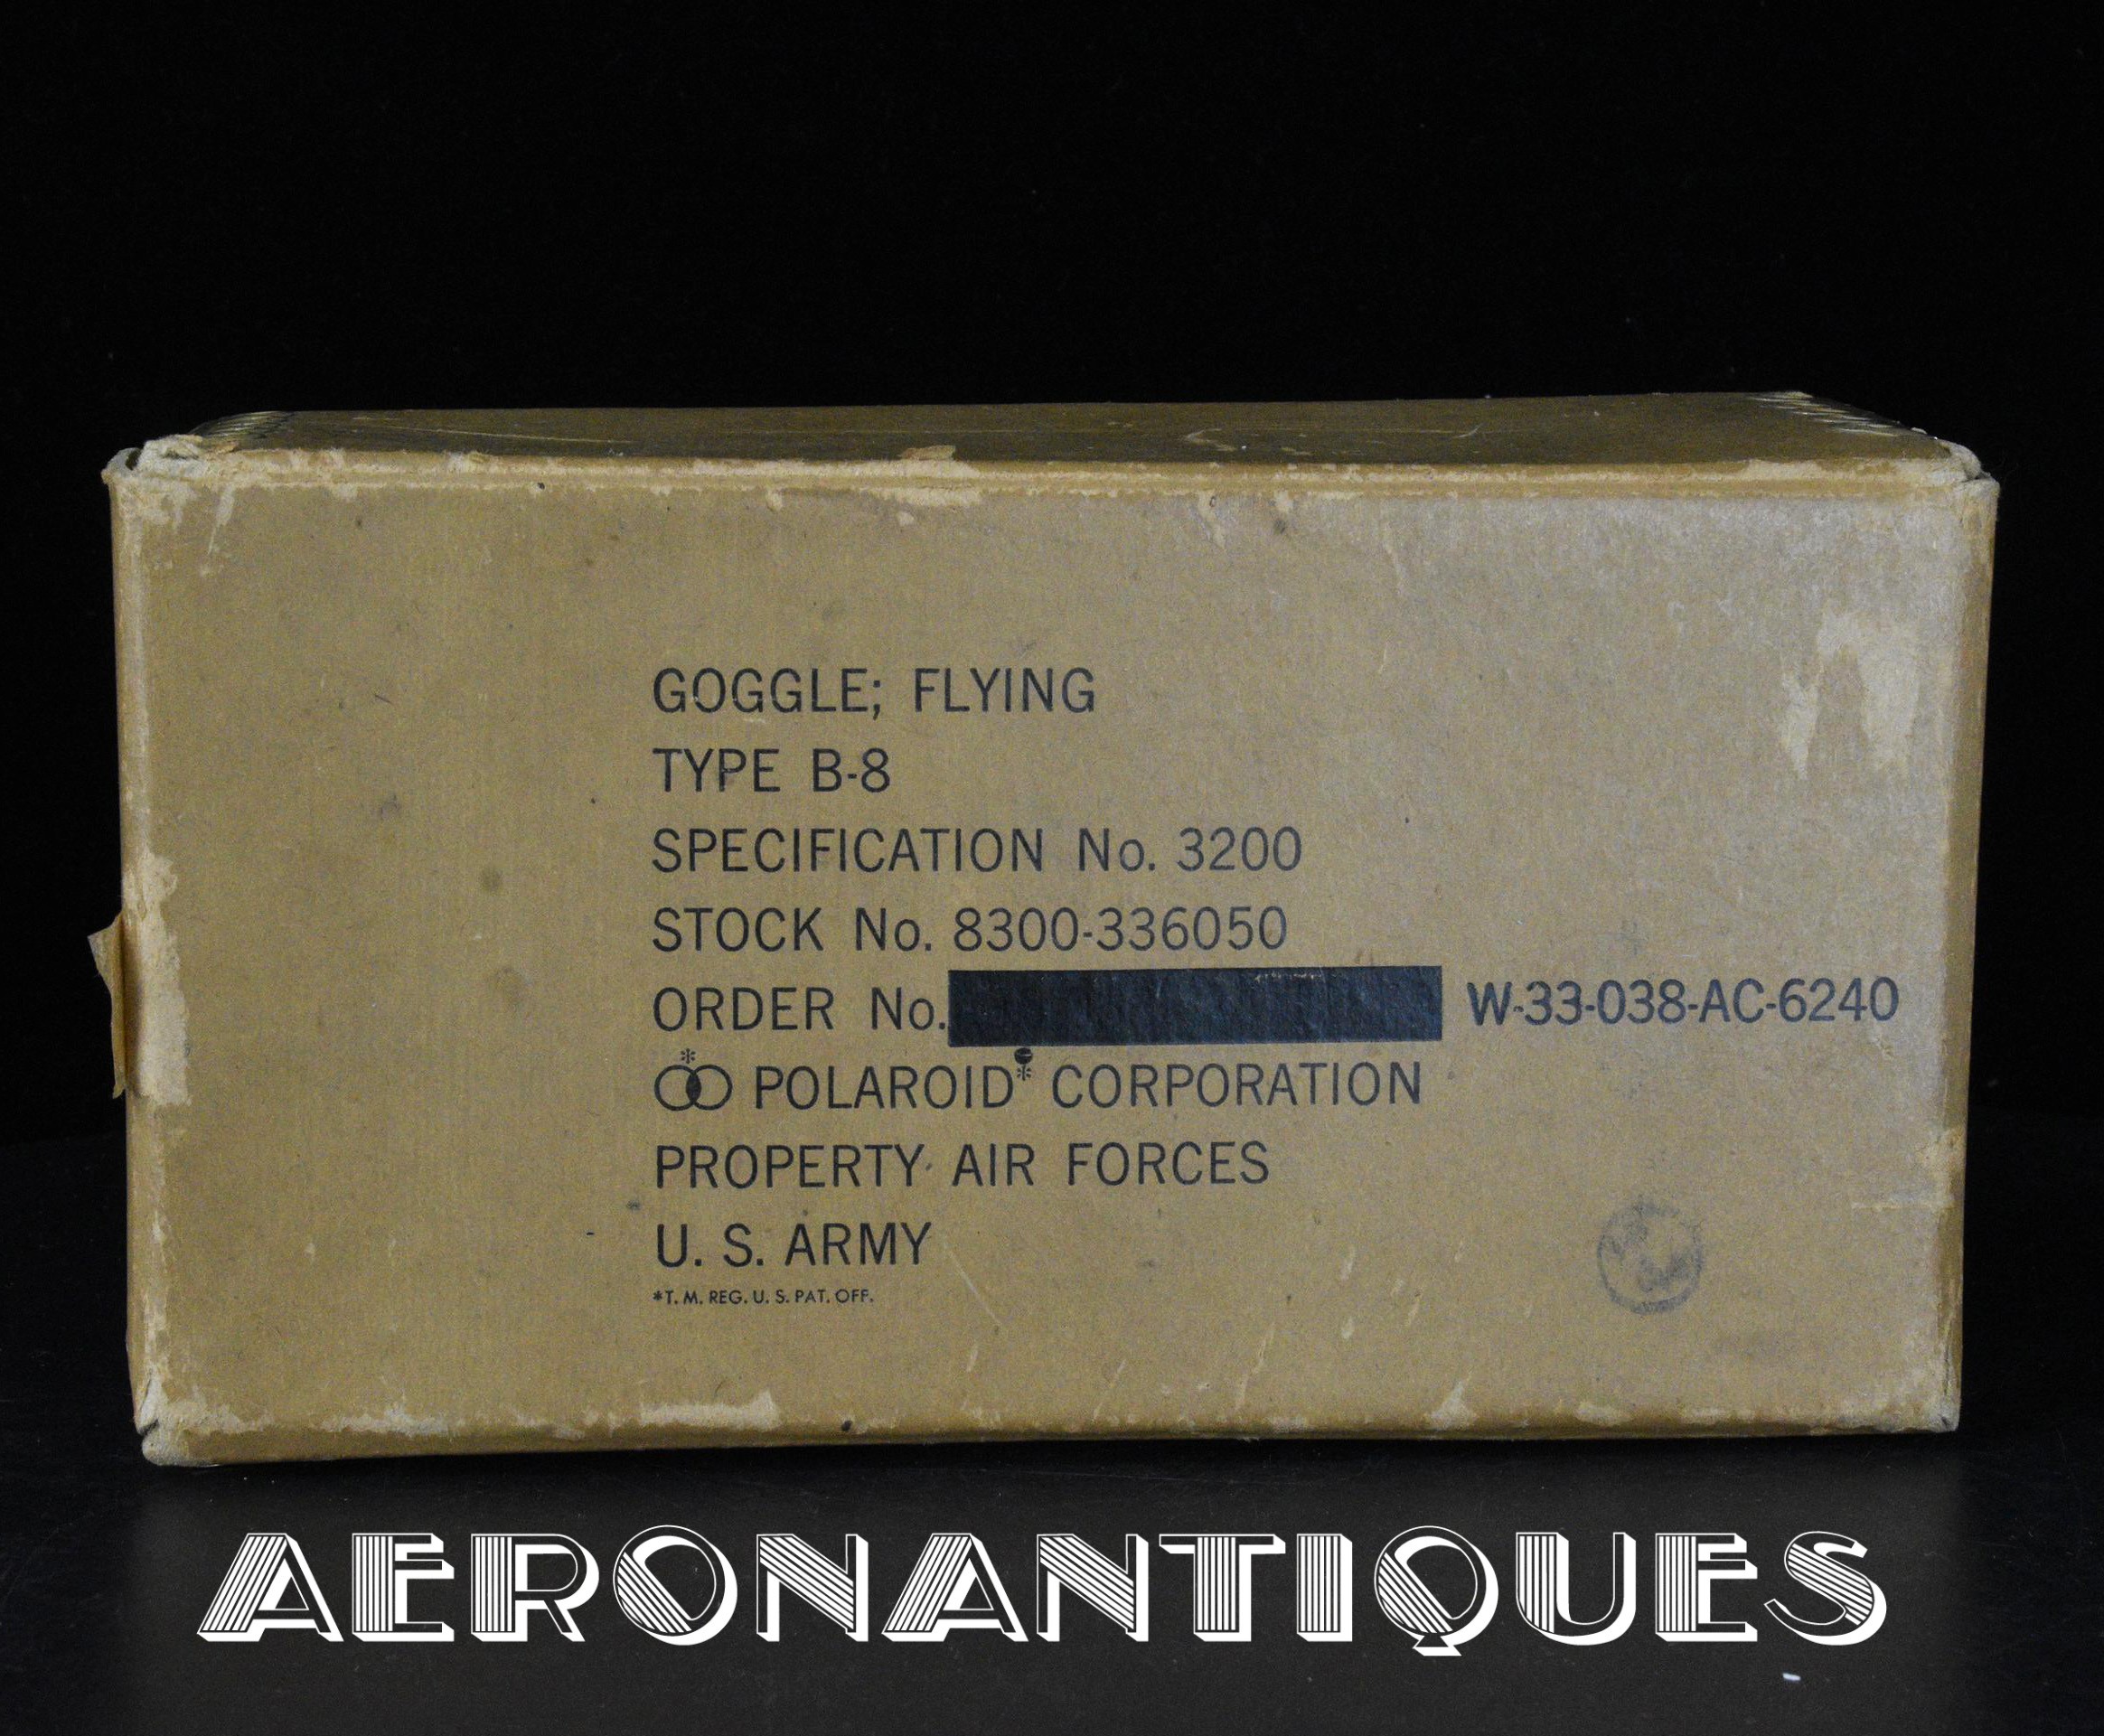 GOGGLE; FLYING
TYPE B-8
SPECIFICATION No. 3200
STOCK No. 8300-336050
ORDER No. W-33-038-AC-6240
POLAROID* CORPORATION
PROPERTY AIR FORCES
U. S. ARMY
*T. M. REG. U. S. PAT. OFF.
AERONANTIQUES